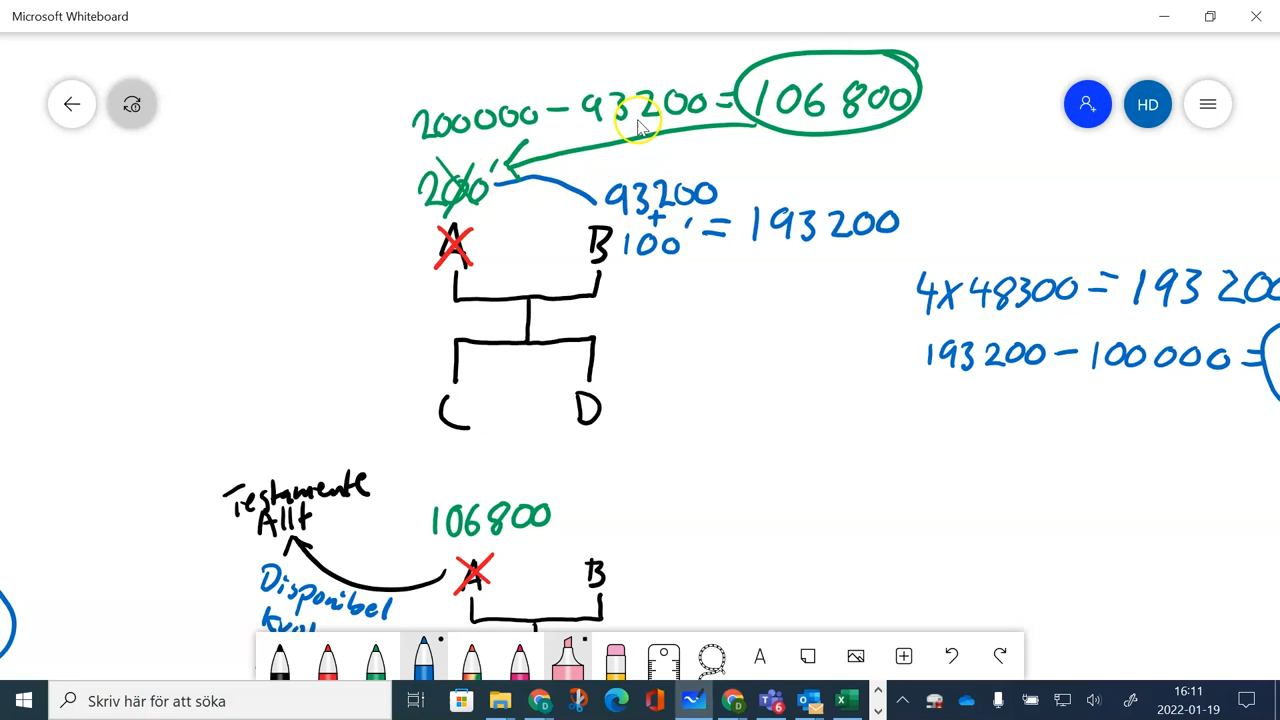 Microsoft Whiteboard
200000 - 93200 = 106 800
200'
93200
+
100' = 193 200
A B
HD
4x48300 = 193 200
193 200 - 100 000 =
C D
Testamente
Allt
106800
A B
Disponibel
A
Skriv här för att söka
6
16:11
2022-01-19